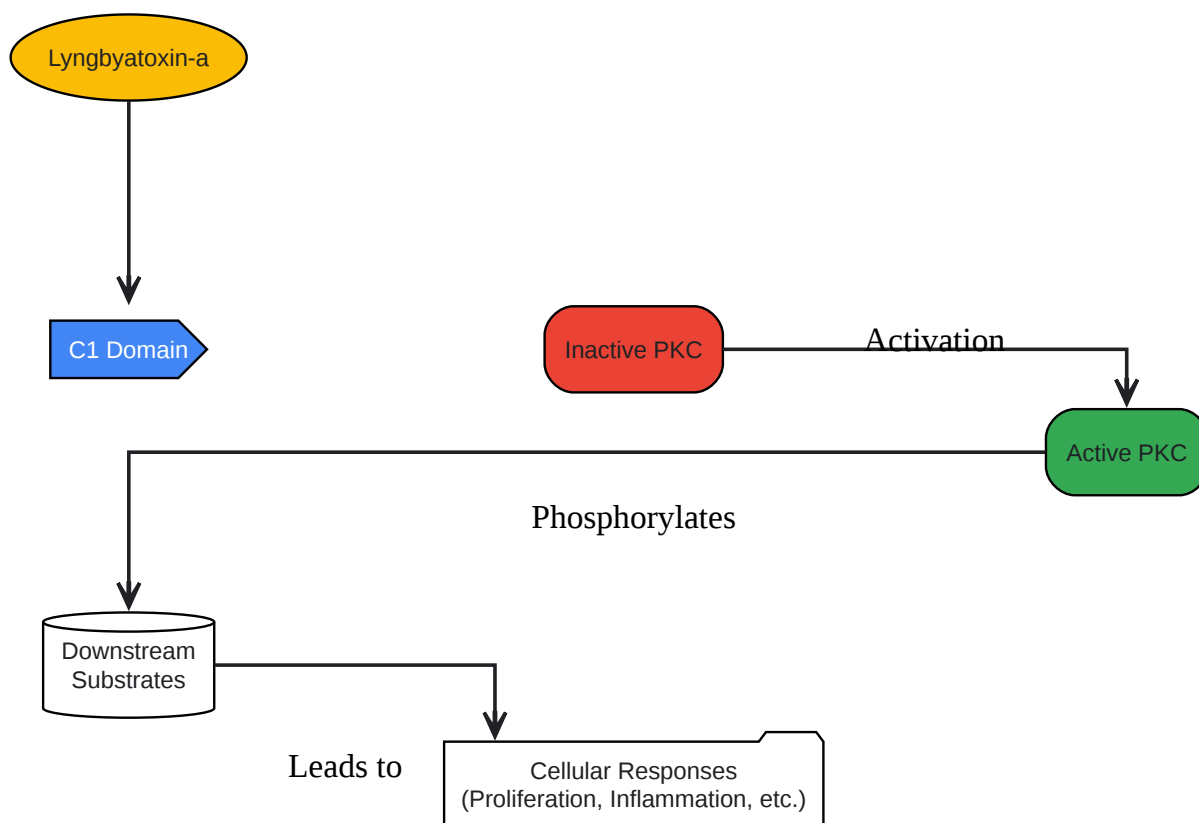 Lyngbyatoxin-a
C1 Domain
Inactive PKC
Activation
Active PKC
Phosphorylates
Downstream
Substrates
Leads to
Cellular Responses
(Proliferation, Inflammation, etc.)